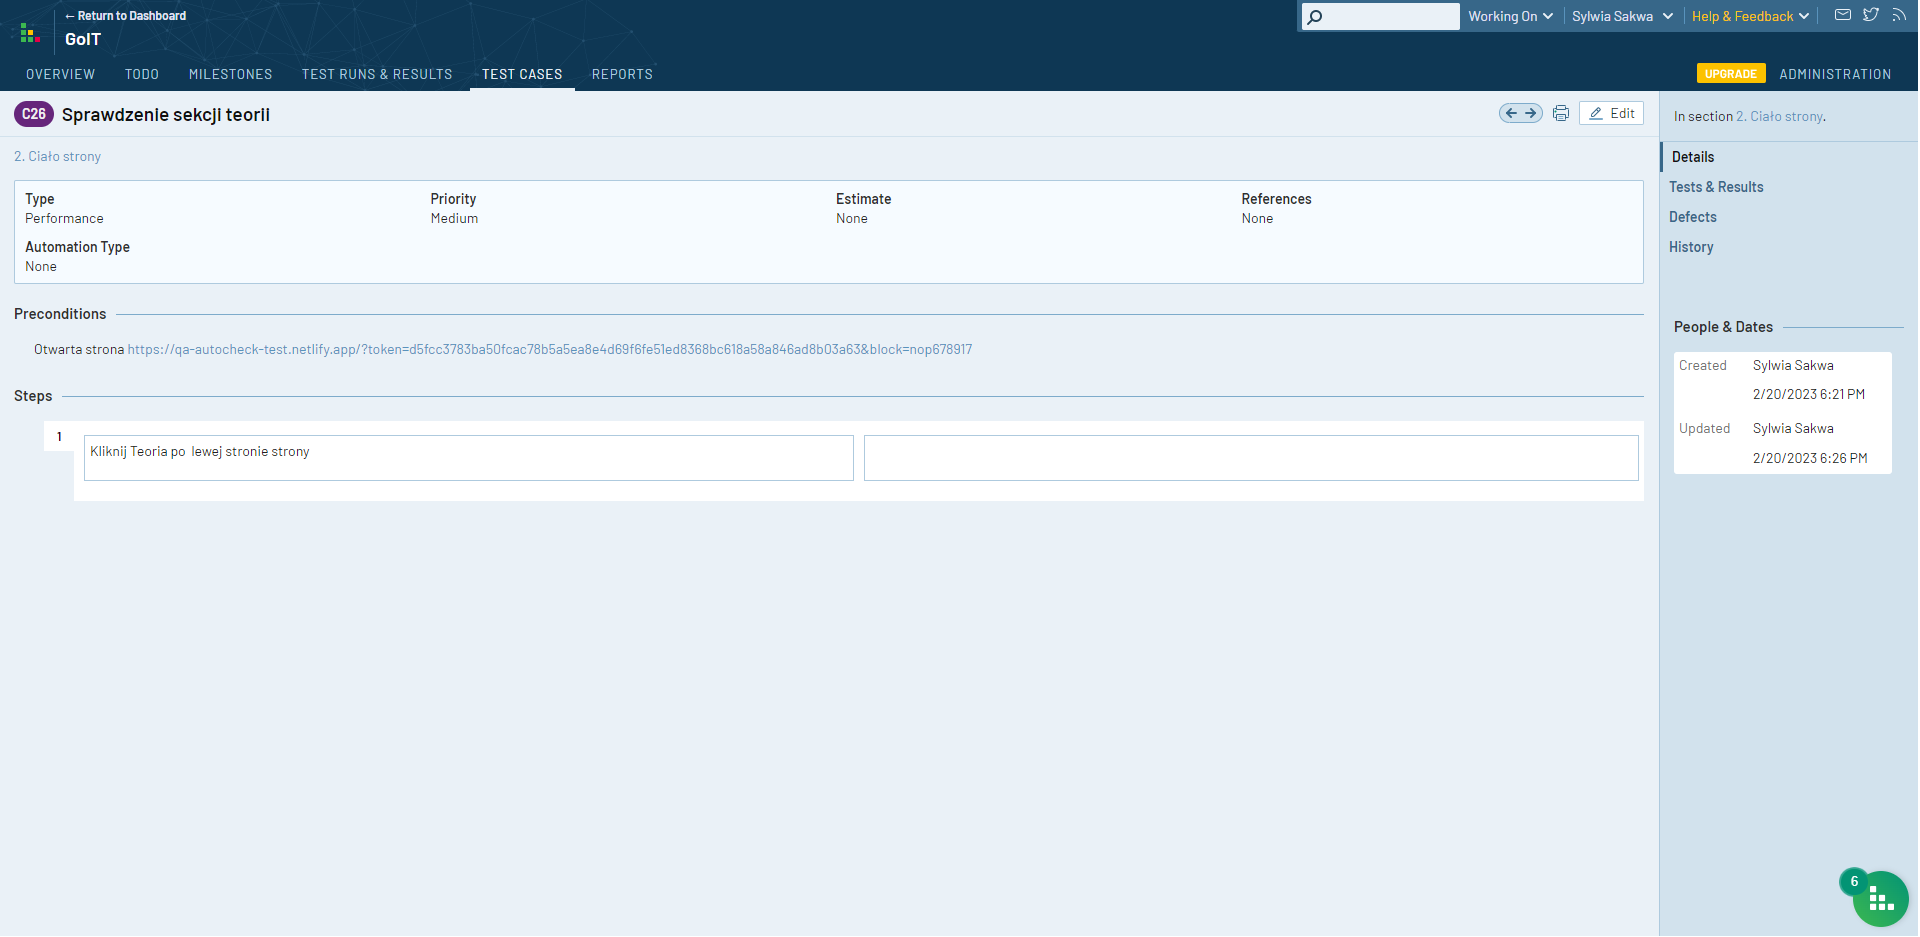 ← Return to Dashboard
GoIT
Working On
Sylwia Sakwa
Help & Feedback
OVERVIEW
TODO
MILESTONES
TEST RUNS & RESULTS
TEST CASES
REPORTS
UPGRADE
ADMINISTRATION
C26
Sprawdzenie sekcji teorii
Edit
2. Ciało strony
Type
Performance
Priority
Medium
Estimate
None
References
None
Automation Type
None
Preconditions
Otwarta strona https://qa-autocheck-test.netlify.app/?token=d5fcc3783ba50fcac78b5a5ea8e4d69f6fe51ed8368bc618a58a846ad8b03a63&block=nop678917
Steps
1
Kliknij Teoria po  lewej stronie strony
In section 2. Ciało strony.
Details
Tests & Results
Defects
History
People & Dates
Created
Sylwia Sakwa
2/20/2023 6:21 PM
Updated
Sylwia Sakwa
2/20/2023 6:26 PM
6